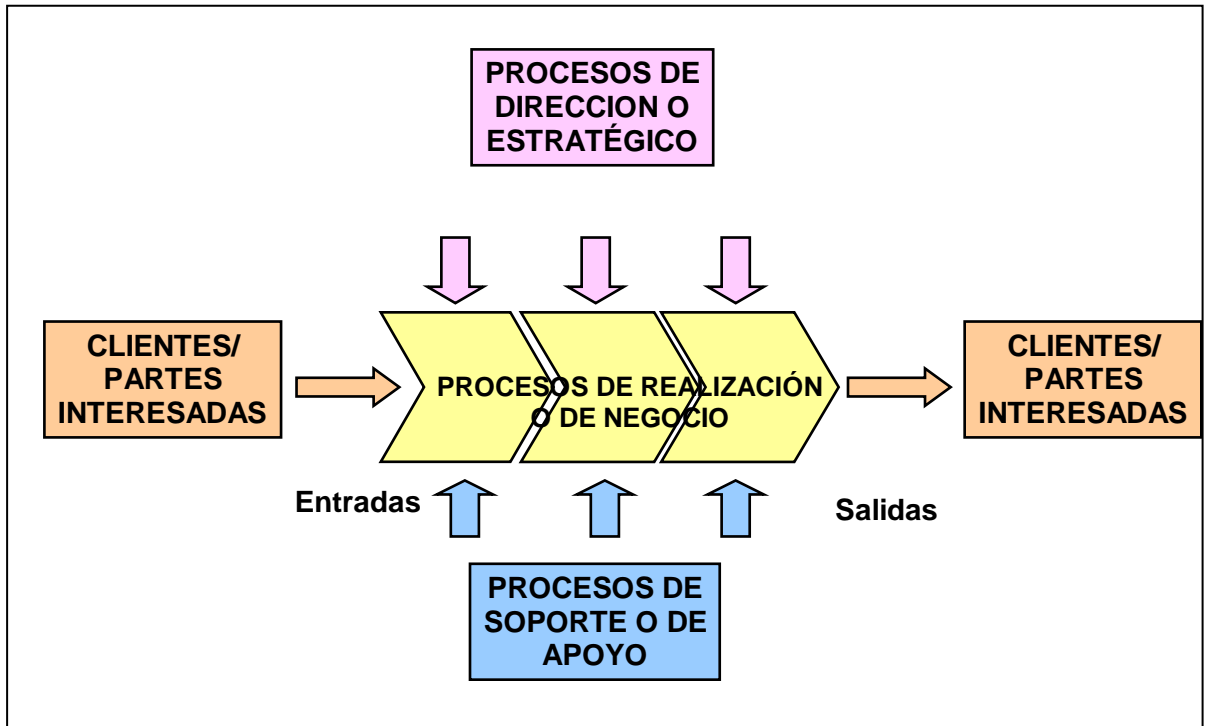 PROCESOS DE
DIRECCION O
ESTRATÉGICO
CLIENTES/
PARTES
INTERESADAS
PROCESOS DE REALIZACIÓN
O DE NEGOCIO
CLIENTES/
PARTES
INTERESADAS
Entradas
Salidas
PROCESOS DE
SOPORTE O DE
APOYO